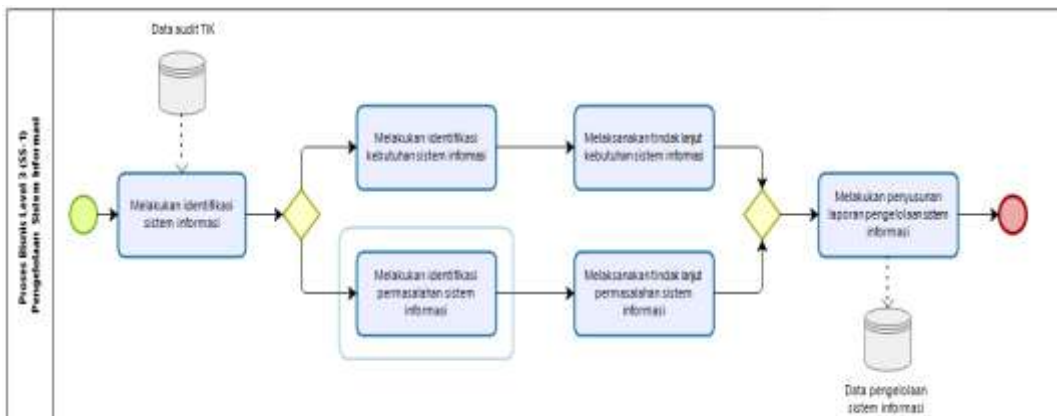 Proses Bisnis Level 3 (SS-1)
Pengelolaan Sistem Informasi
Data audit TIK
Melakukan identifikasi
sistem informasi
Melakukan identifikasi
kebutuhan sistem informasi
Melaksanakan tindak lanjut
kebutuhan sistem informasi
Melakukan identifikasi
permasalahan sistem
informasi
Melaksanakan tindak lanjut
permasalahan sistem
informasi
Melakukan penyusunan
laporan pengelolaan sistem
informasi
Data pengelolaan
sistem informasi